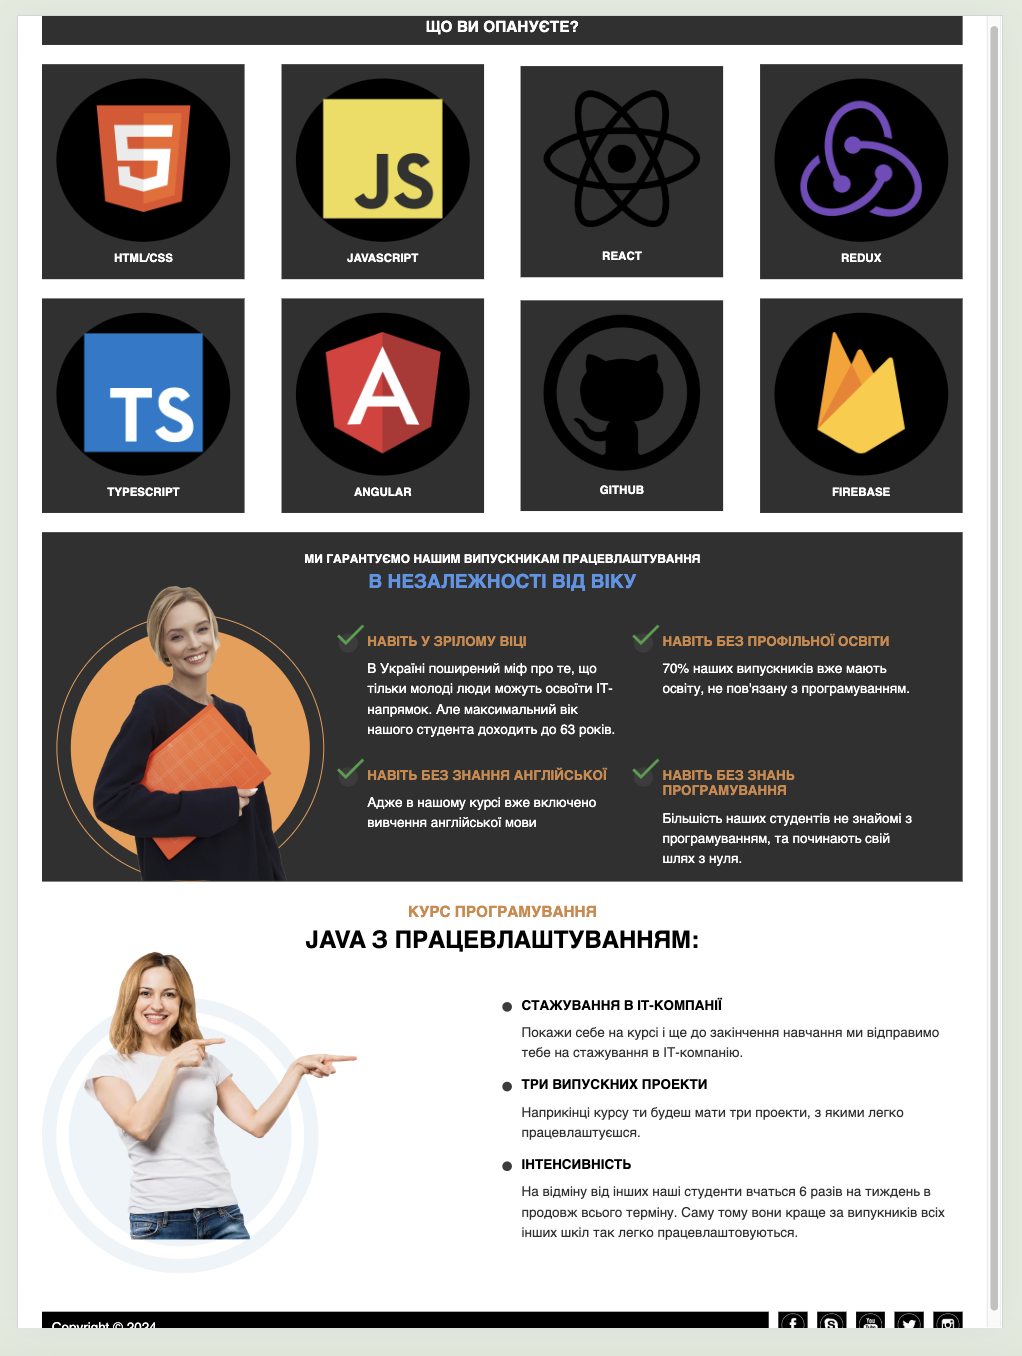 ЩО ВИ ОПАНУЄТЕ?
5
JS
HTML/CSS
JAVASCRIPT
REACT
REDUX
TS
A
TYPESCRIPT
ANGULAR
GITHUB
FIREBASE
МИ ГАРАНТУЄМО НАШИМ ВИПУСКНИКАМ ПРАЦЕВЛАШТУВАННЯ
В НЕЗАЛЕЖНОСТІ ВІД ВІКУ
НАВІТЬ У ЗРІЛОМУ ВІЦІ
В Україні поширений міф про те, що
тільки молоді люди можуть освоїти IT-
напрямок. Але максимальний вік
нашого студента доходить до 63 років.
НАВІТЬ БЕЗ ПРОФІЛЬНОЇ ОСВІТИ
70% наших випускників вже мають
освіту, не пов'язану з програмуванням.
НАВІТЬ БЕЗ ЗНАННЯ АНГЛІЙСЬКОЇ
Адже в нашому курсі вже включено
вивчення англійської мови
НАВІТЬ БЕЗ ЗНАНЬ
ПРОГРАМУВАННЯ
Більшість наших студентів не знайомі з
програмуванням, та починають свій
шлях з нуля.
КУРС ПРОГРАМУВАННЯ
JAVA З ПРАЦЕВЛАШТУВАННЯМ:
СТАЖУВАННЯ В IT-КОМПАНІЇ
Покажи себе на курсі і ще до закінчення навчання ми відправимо
тебе на стажування в IT-компанію.
ТРИ ВИПУСКНИХ ПРОЕКТИ
Наприкінці курсу ти будеш мати три проекти, з якими легко
працевлаштуєшся.
ІНТЕНСИВНІСТЬ
На відміну від інших наші студенти вчаться 6 разів на тиждень в
продовж всього терміну. Саму тому вони краще за випукників всіх
інших шкіл так легко працевлаштовуються.
Copyright © 2024
You